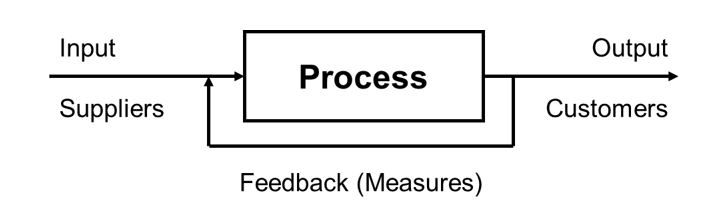 Input
Output
Process
Suppliers
Customers
Feedback (Measures)